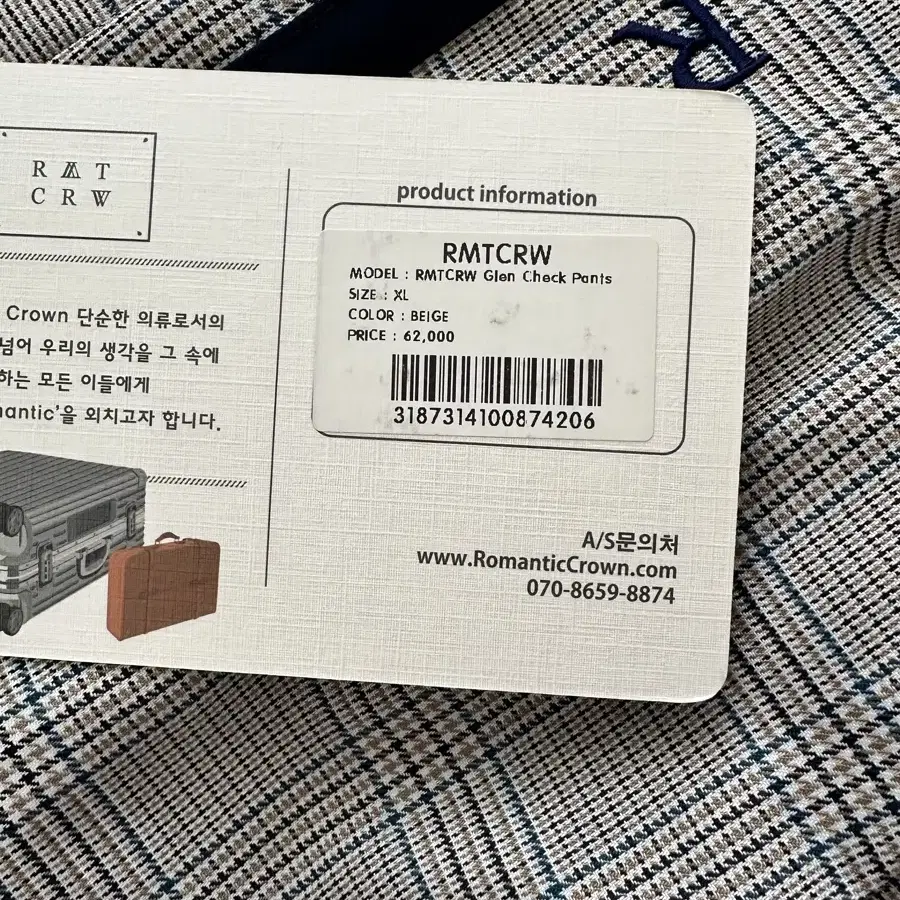 RMT
CRW
Crown 단순한 의류로서의
넘어 우리의 생각을 그 속에
하는 모든 이들에게
mantic'을 외치고자 합니다.
product information
RMTCRW
MODEL : RMTCRW Glen Check Pants
SIZE : XL
COLOR : BEIGE
PRICE : 62,000
3187314100874206
A/S문의처
www.RomanticCrown.com
070-8659-8874
R